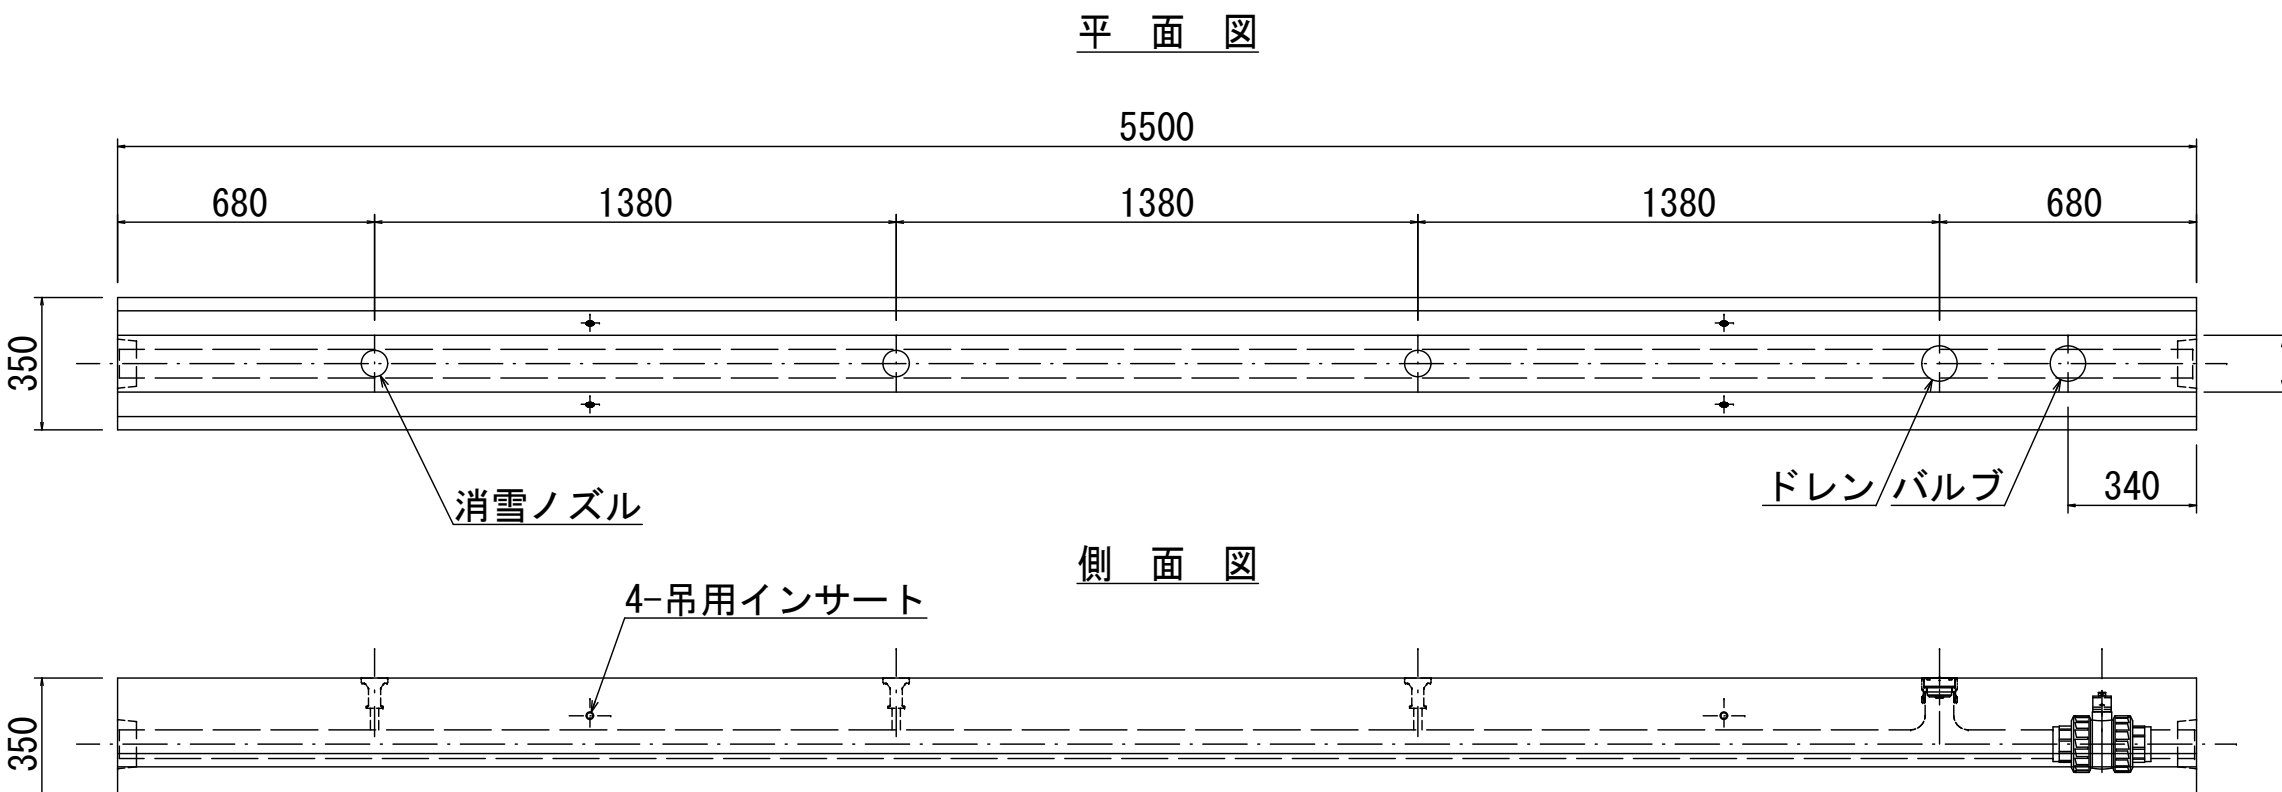 平 面 図
5500
680 1380 1380 1380 680
350
消雪ノズル
ドレン バルブ 340
側 面 図
4-吊用インサート
350